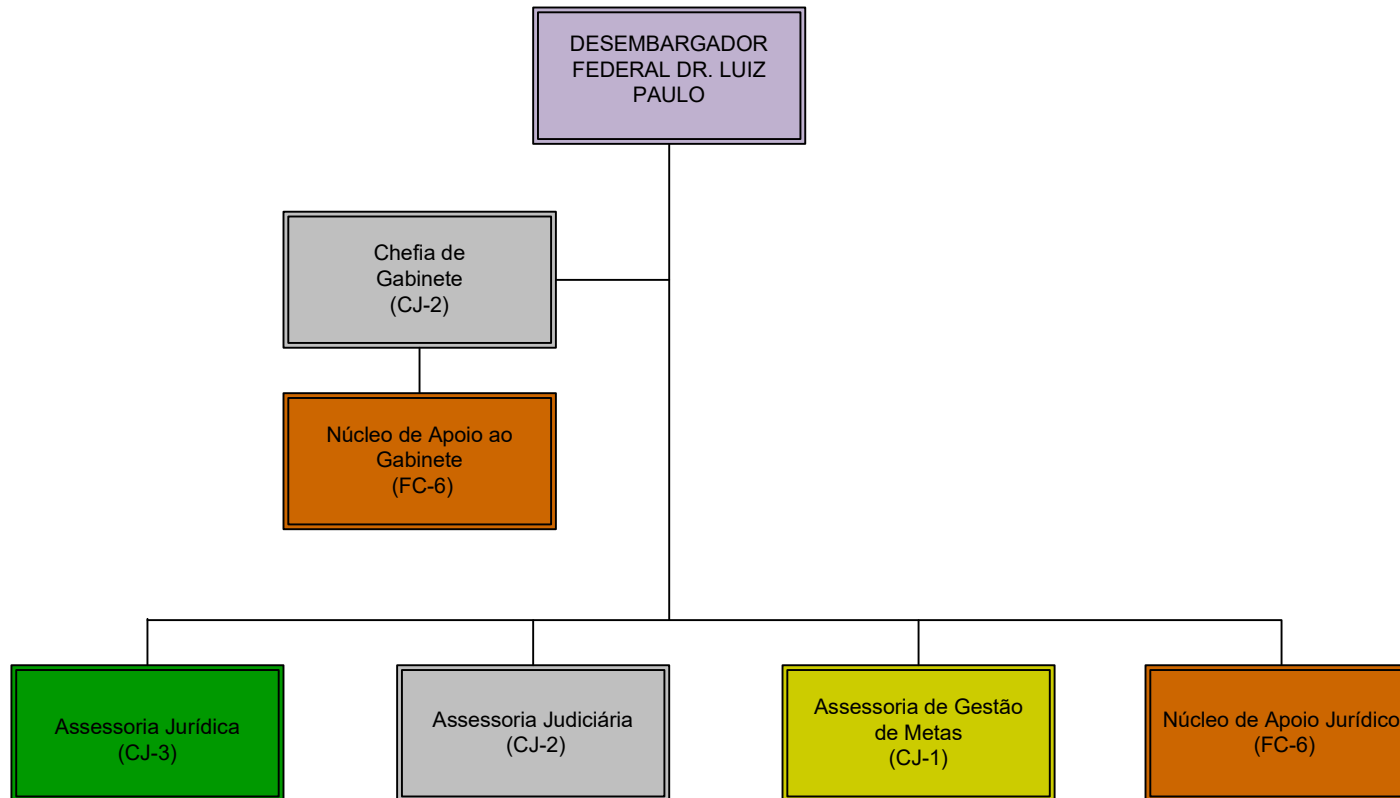 DESEMBARGADOR
FEDERAL DR. LUIZ
PAULO
Chefia de
Gabinete
(CJ-2)
Núcleo de Apoio ao
Gabinete
(FC-6)
Assessoria Jurídica
(CJ-3)
Assessoria Judiciária
(CJ-2)
Assessoria de Gestão
de Metas
(CJ-1)
Núcleo de Apoio Jurídico
(FC-6)